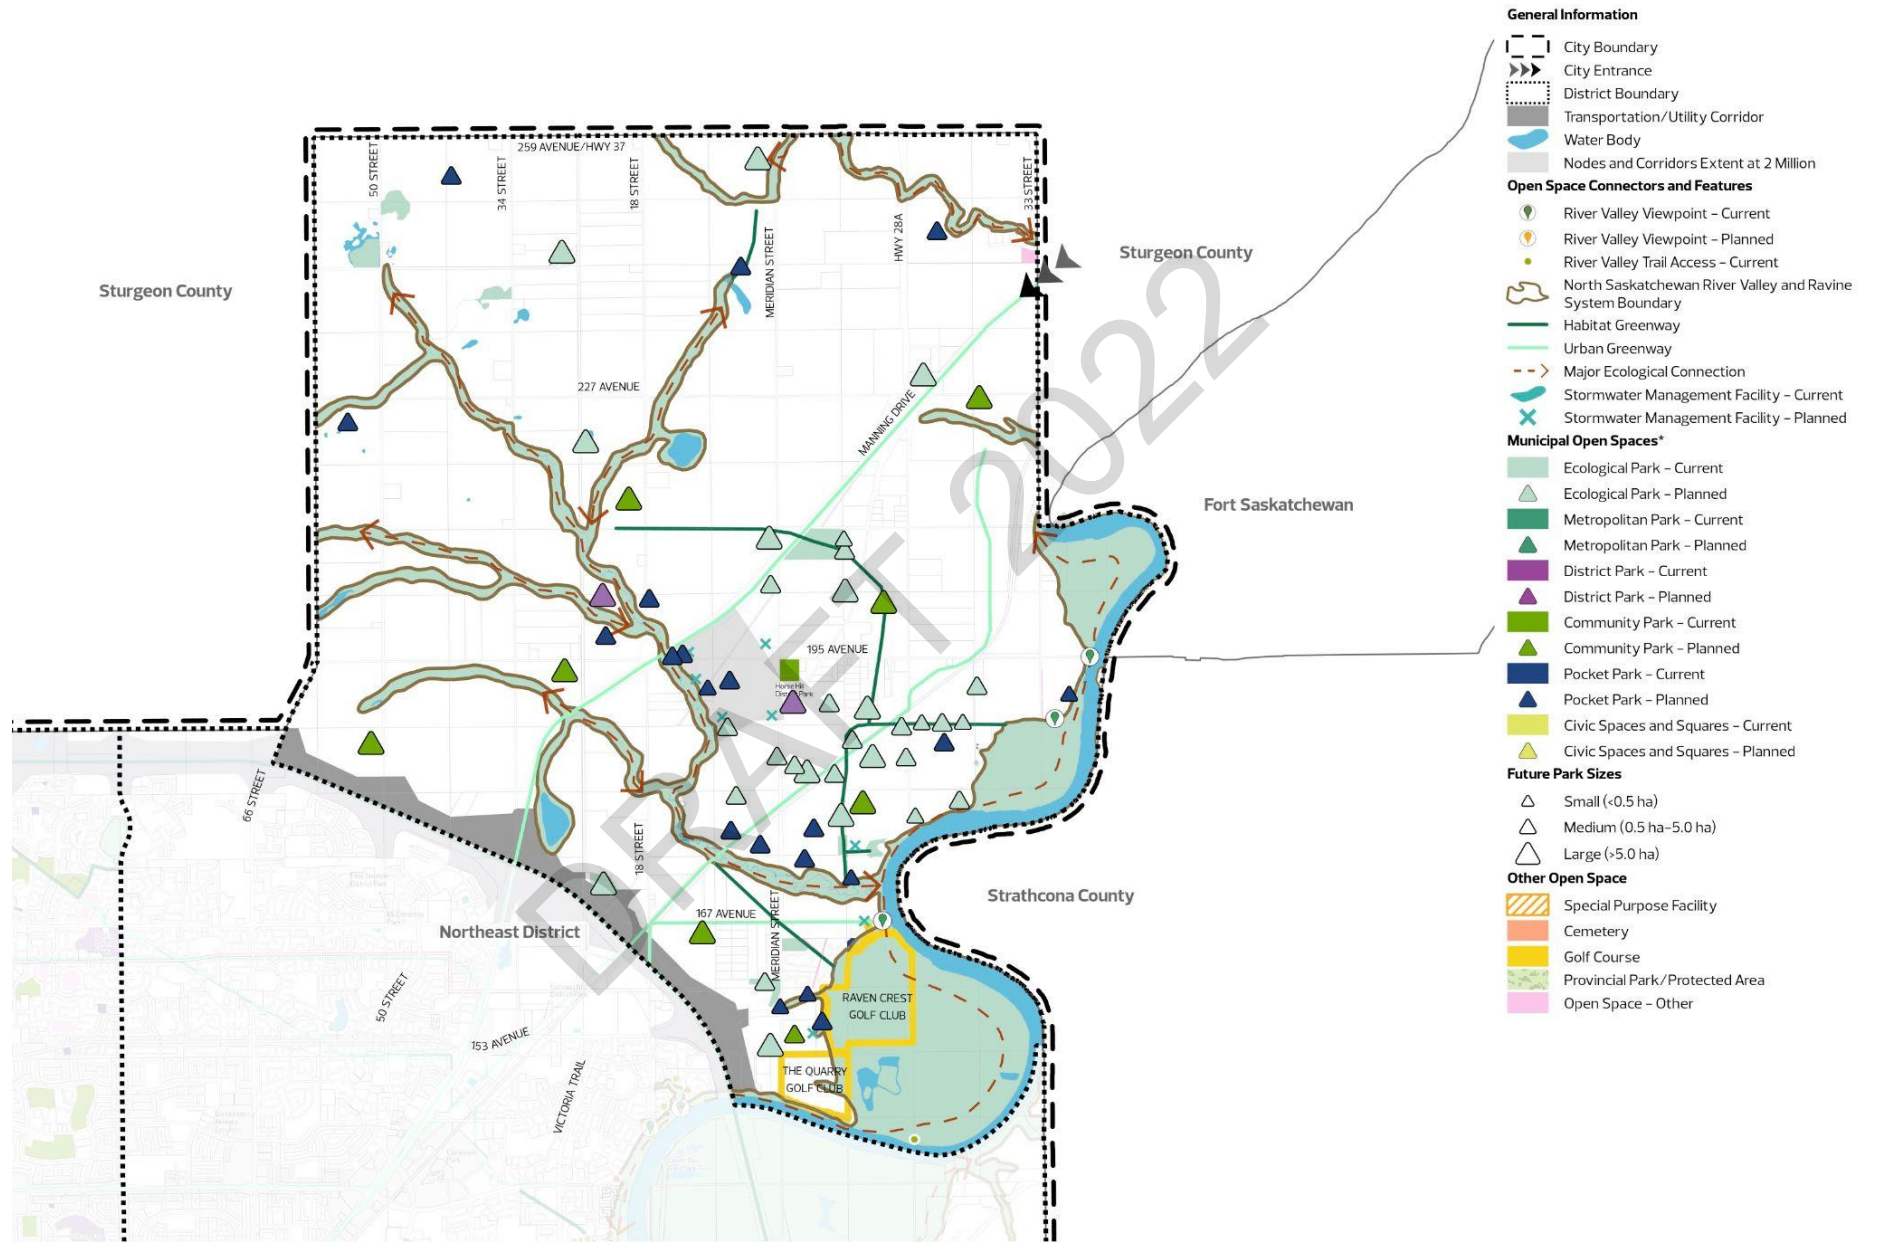 General Information
City Boundary
City Entrance
District Boundary
Transportation/Utility Corridor
Water Body
Nodes and Corridors Extent at 2 Million
Open Space Connectors and Features
River Valley Viewpoint – Current
River Valley Viewpoint – Planned
River Valley Trail Access – Current
North Saskatchewan River Valley and Ravine
System Boundary
Habitat Greenway
Urban Greenway
Major Ecological Connection
Stormwater Management Facility – Current
Stormwater Management Facility – Planned
Municipal Open Spaces*
Ecological Park – Current
Ecological Park – Planned
Metropolitan Park – Current
Metropolitan Park – Planned
District Park – Current
District Park – Planned
Community Park – Current
Community Park – Planned
Pocket Park – Current
Pocket Park – Planned
Civic Spaces and Squares – Current
Civic Spaces and Squares – Planned
Future Park Sizes
Small (<0.5 ha)
Medium (0.5 ha–5.0 ha)
Large (>5.0 ha)
Other Open Space
Special Purpose Facility
Cemetery
Golf Course
Provincial Park/Protected Area
Open Space – Other
259 AVENUE/HWY 37
50 STREET
34 STREET
18 STREET
MERIDIAN STREET
HWY 28A
33 STREET
Sturgeon County
Sturgeon County
227 AVENUE
MANNING DRIVE
Fort Saskatchewan
195 AVENUE
Horse Hill
District Park
66 STREET
18 STREET
Strathcona County
167 AVENUE
MERIDIAN STREET
Northeast District
50 STREET
153 AVENUE
VICTORIA TRAIL
RAVEN CREST
GOLF CLUB
THE QUARRY
GOLF CLUB
DRAFT 2022